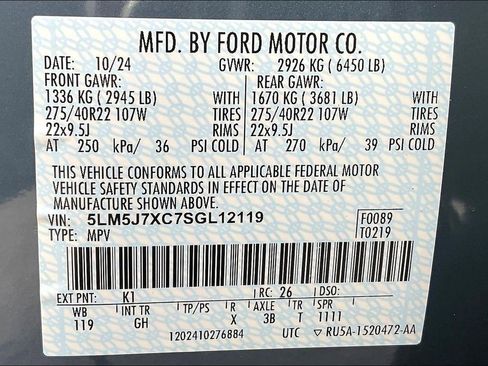 MFD. BY FORD MOTOR CO.
DATE: 10/24 GVWR: 2926 KG ( 6450 LB)
FRONT GAWR: REAR GAWR:
1336 KG ( 2945 LB) WITH 1670 KG ( 3681 LB) WITH
275/40R22 107W TIRES 275/40R22 107W TIRES
22x9.5J RIMS 22x9.5J RIMS
AT 250 kPa/ 36 PSI COLD AT 270 kPa/ 39 PSI COLD
THIS VEHICLE CONFORMS TO ALL APPLICABLE FEDERAL MOTOR
VEHICLE SAFETY STANDARDS IN EFFECT ON THE DATE OF
MANUFACTURE SHOWN ABOVE.
VIN: 5LM5J7XC7SGL12119 F0089
TYPE: MPV T0219
EXT PNT: K1 RC: 26 DSO:
WB INT TR TP/PS R AXLE TR SPR
119 GH X 3B T 1111
1202410276884 UTC RU5A-1520472-AA